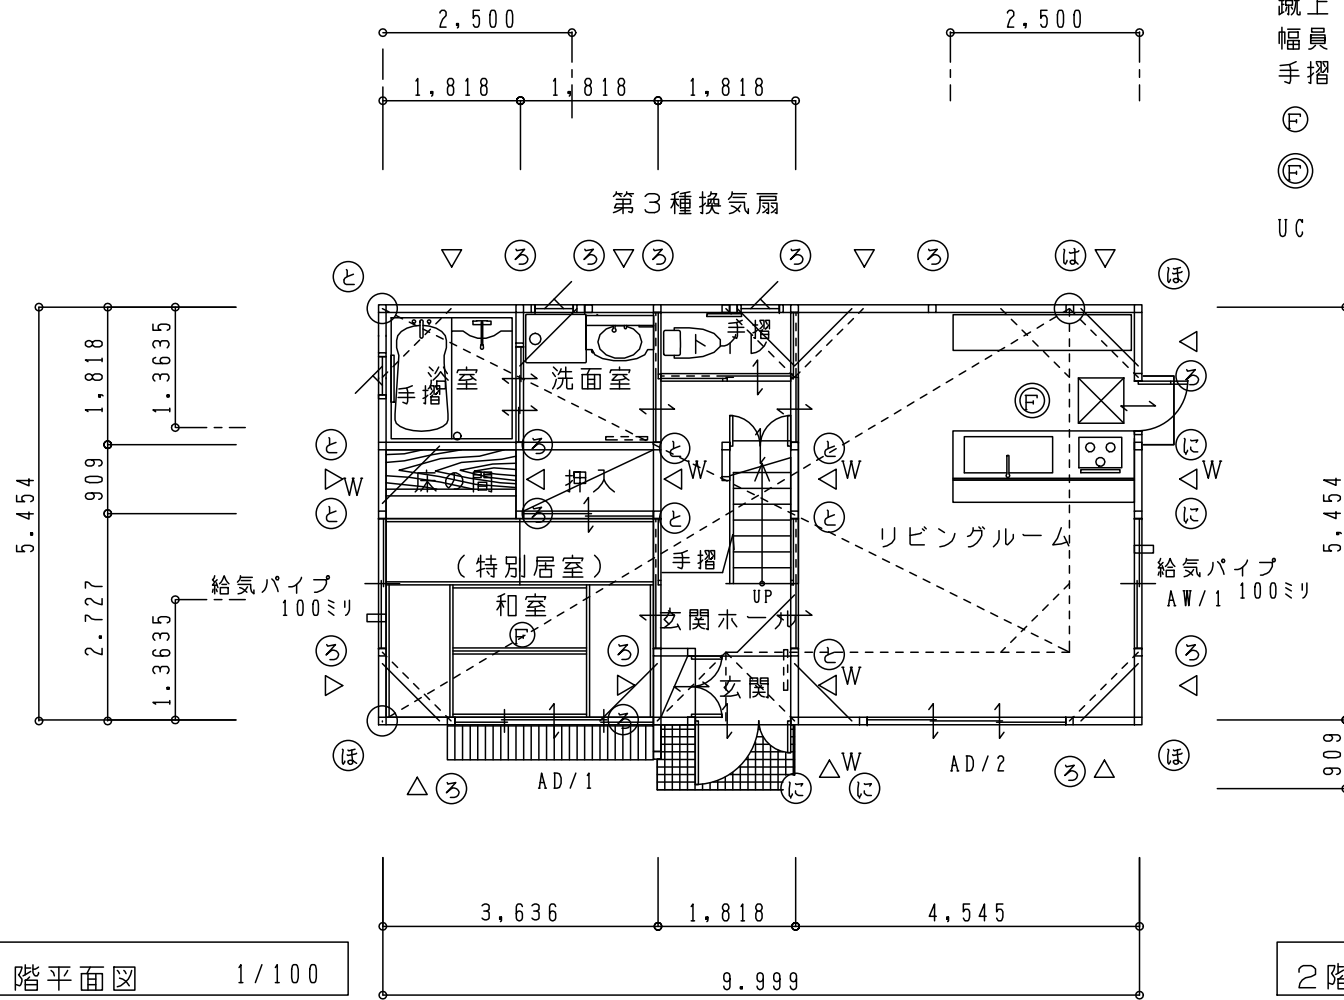 2,500
2,500
蹴上
幅員
手摺
1,818
1,818
1,818
F
F
第3種換気扇
UC
と
ろ
ろ
ろ
ろ
ろ
は
ほ
手摺
トイレ
浴室
手摺
洗面室
F
ろ
1,818
1.3635
と
ろ
と
と
に
床の間
押入
W
W
W
W
909
5.454
と
ろ
と
と
に
リビングルーム
5,454
手摺
(特別居室)
給気パイプ
100ミリ
和室
F
UP
玄関ホール
給気パイプ
AW/1
100ミリ
2.727
1.3635
ろ
ろ
と
ろ
玄関
W
ろ
ほ
AD/1
W
AD/2
ろ
ほ
ろ
に
に
909
3,636
1,818
4,545
9.999
階平面図
1/100
2階